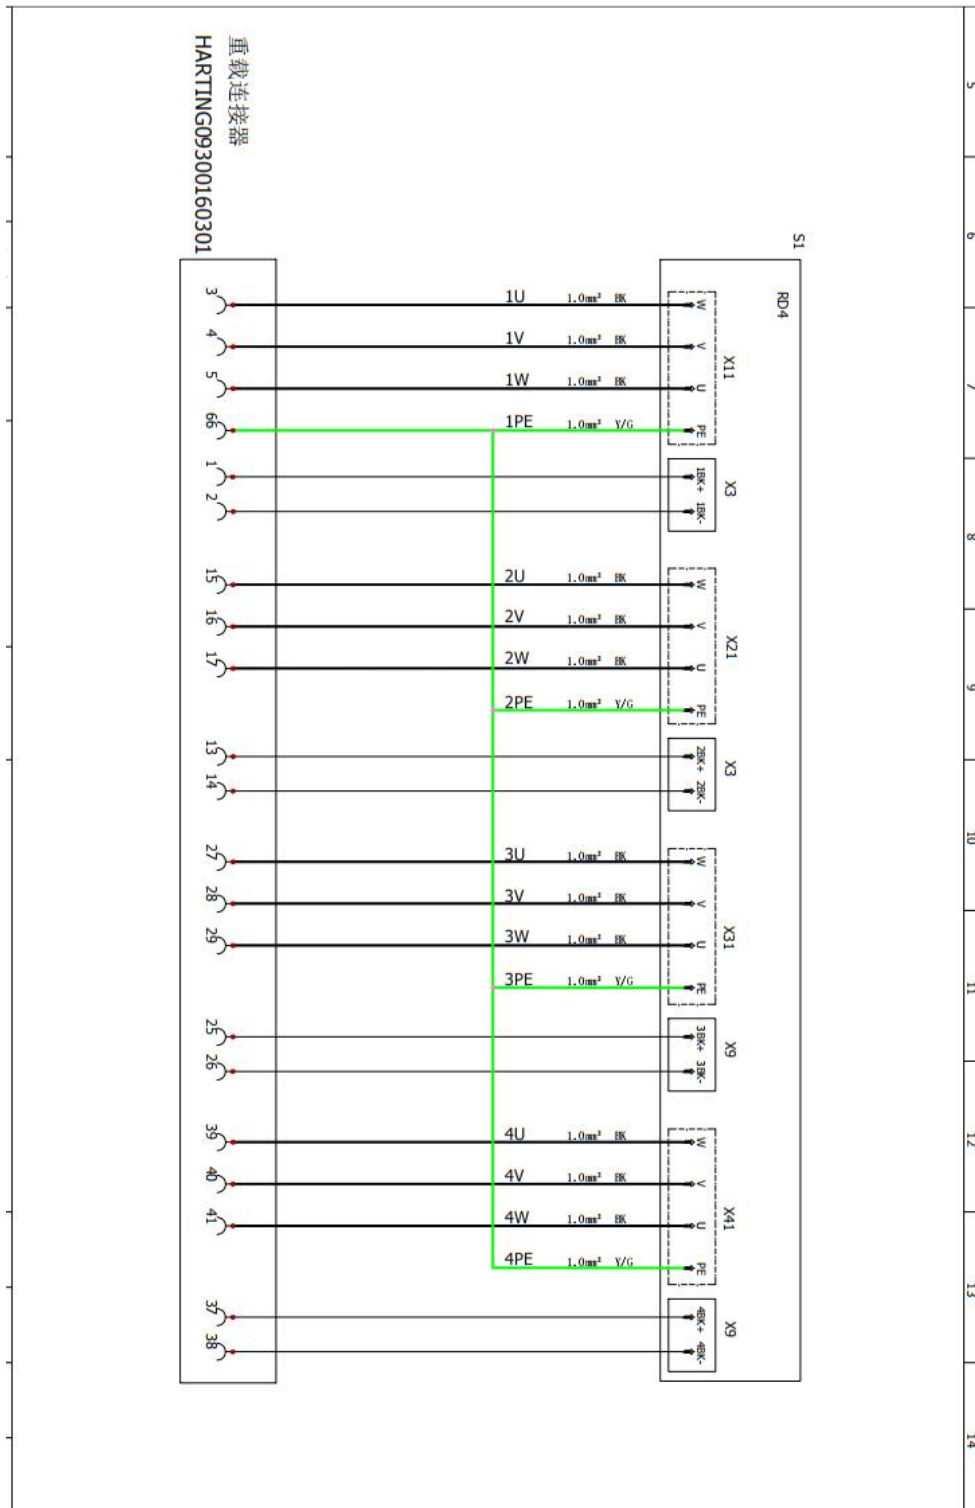 重载连接器
HARTING09300160301
S1
RD4
3
1U
1.0mm² BK
W
4
1V
1.0mm² BK
V
5
1W
1.0mm² BK
U
66
1PE
1.0mm² Y/G
PE
X11
1
1BK+
2
1BK-
X3
15
2U
1.0mm² BK
W
16
2V
1.0mm² BK
V
17
2W
1.0mm² BK
U
2PE
1.0mm² Y/G
PE
X21
13
2BK+
14
2BK-
X3
27
3U
1.0mm² BK
W
28
3V
1.0mm² BK
V
29
3W
1.0mm² BK
U
3PE
1.0mm² Y/G
PE
X31
25
3BK+
26
3BK-
X9
39
4U
1.0mm² BK
W
40
4V
1.0mm² BK
V
41
4W
1.0mm² BK
U
4PE
1.0mm² Y/G
PE
X41
37
4BK+
38
4BK-
X9
5
6
7
8
9
10
11
12
13
14